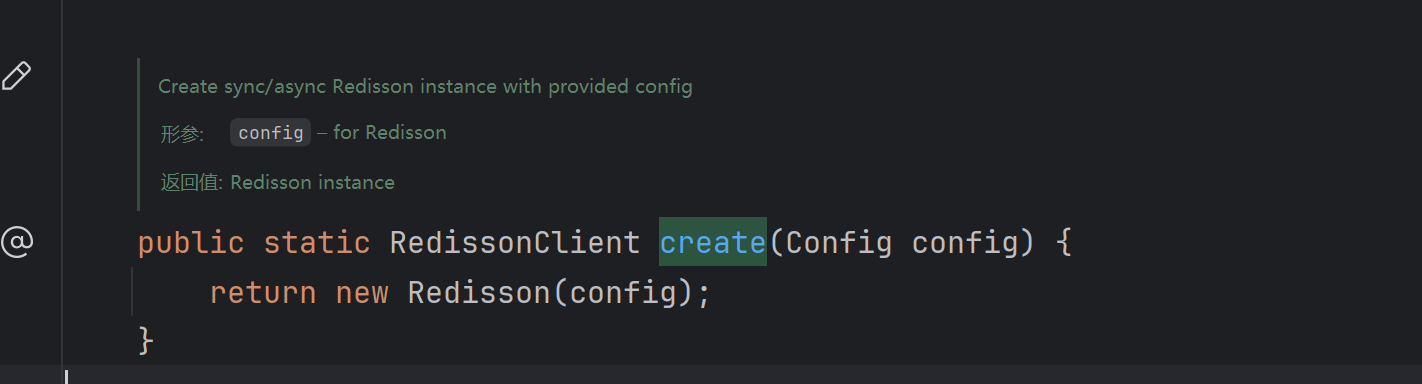 Create sync/async Redisson instance with provided config
形参: config – for Redisson
返回值: Redisson instance
public static RedissonClient create(Config config) {
    return new Redisson(config);
}